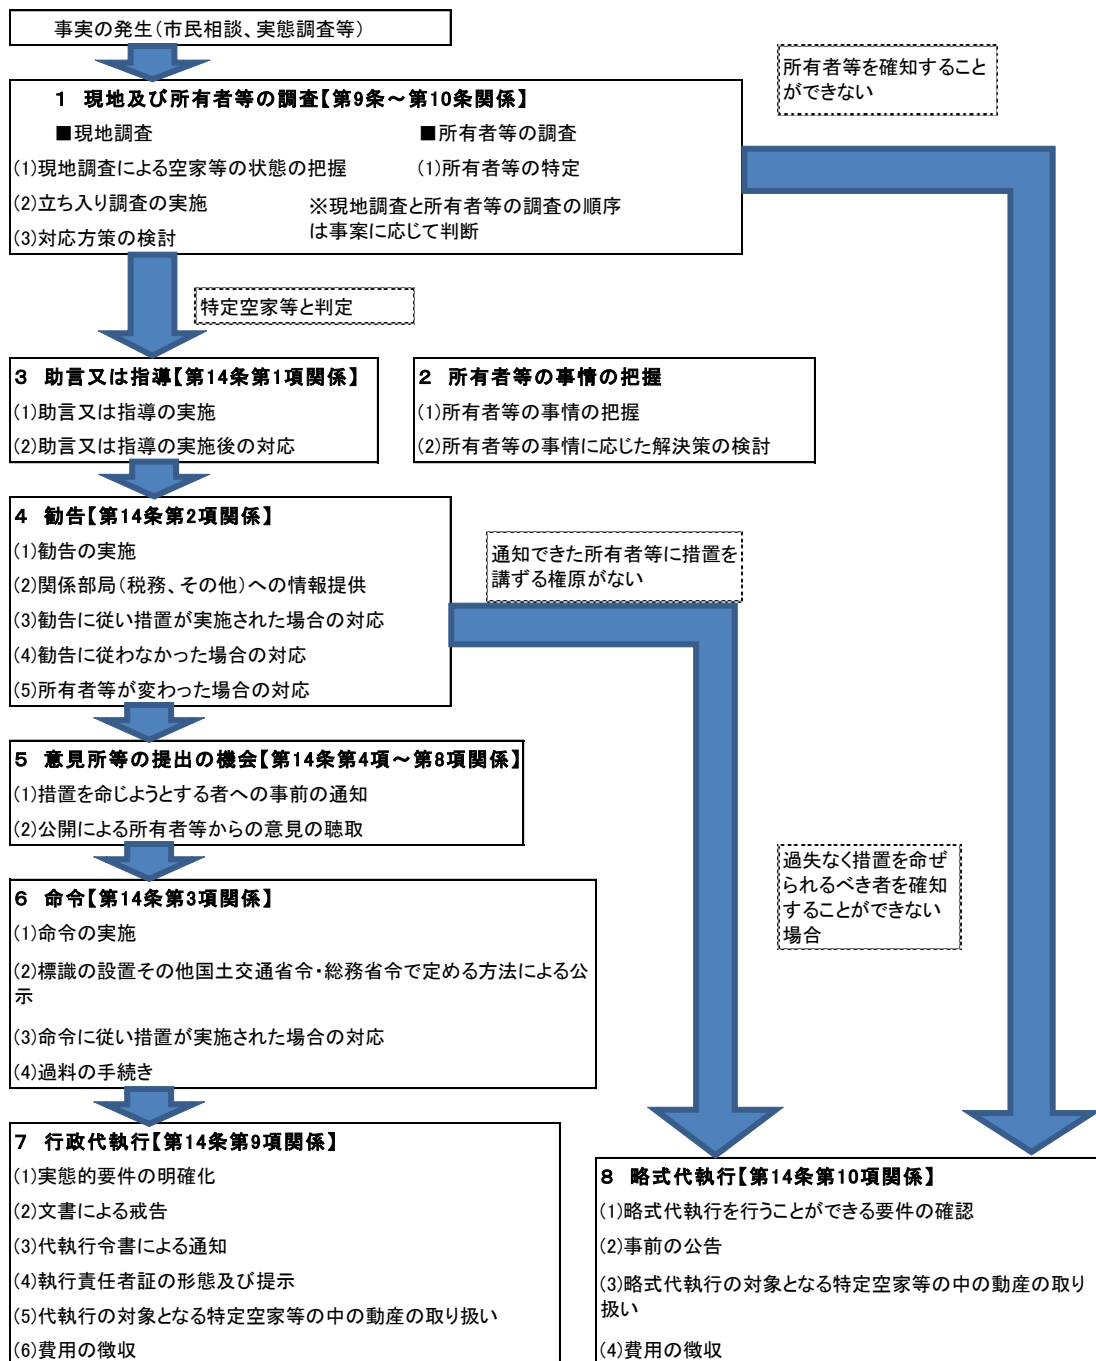 事実の発生(市民相談、実態調査等)
所有者等を確知すること
ができない
1 現地及び所有者等の調査【第9条~第10条関係】
■現地調査
■所有者等の調査
(1)現地調査による空家等の状態の把握
(1)所有者等の特定
(2)立ち入り調査の実施
※現地調査と所有者等の調査の順序
は事案に応じて判断
(3)対応方策の検討
特定空家等と判定
3 助言又は指導【第14条第1項関係】
(1)助言又は指導の実施
(2)助言又は指導の実施後の対応
2 所有者等の事情の把握
(1)所有者等の事情の把握
(2)所有者等の事情に応じた解決策の検討
4 勧告【第14条第2項関係】
(1)勧告の実施
(2)関係部局(税務、その他)への情報提供
(3)勧告に従い措置が実施された場合の対応
(4)勧告に従わなかった場合の対応
(5)所有者等が変わった場合の対応
通知できた所有者等に措置を
講ずる権原がない
5 意見所等の提出の機会【第14条第4項~第8項関係】
(1)措置を命じようとする者への事前の通知
(2)公開による所有者等からの意見の聴取
過失なく措置を命ぜ
られるべき者を確知
することができない
場合
6 命令【第14条第3項関係】
(1)命令の実施
(2)標識の設置その他国土交通省令・総務省令で定める方法による公
示
(3)命令に従い措置が実施された場合の対応
(4)過料の手続き
7 行政代執行【第14条第9項関係】
(1)実態的要件の明確化
(2)文書による戒告
(3)代執行令書による通知
(4)執行責任者証の形態及び提示
(5)代執行の対象となる特定空家等の中の動産の取り扱い
(6)費用の徴収
8 略式代執行【第14条第10項関係】
(1)略式代執行を行うことができる要件の確認
(2)事前の公告
(3)略式代執行の対象となる特定空家等の中の動産の取り
扱い
(4)費用の徴収